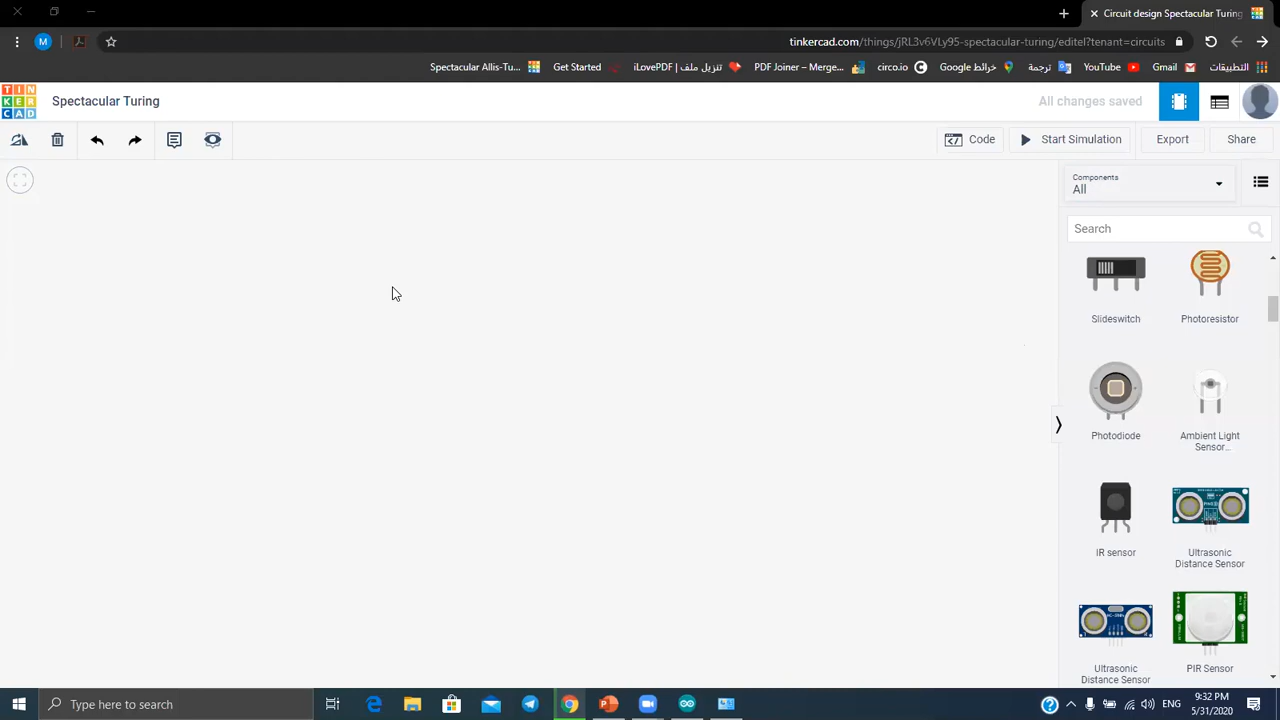 Circuit design Spectacular Turing
M
tinkercad.com/things/jRL3v6VLy95-spectacular-turing/editel?tenant=circuits
Spectacular Allis-Tu...
Get Started
تنزيل ملف | iLovePDF
PDF Joiner – Merge...
circo.io
خرائط Google
ترجمة
YouTube
Gmail
التطبيقات
TIN
KER
CAD
Spectacular Turing
All changes saved
Code
Start Simulation
Export
Share
Components
All
Search
Slideswitch
Photoresistor
Photodiode
Ambient Light
Sensor...
IR sensor
Ultrasonic
Distance Sensor
Ultrasonic
Distance Sensor
PIR Sensor
Type here to search
ENG
9:32 PM
5/31/2020